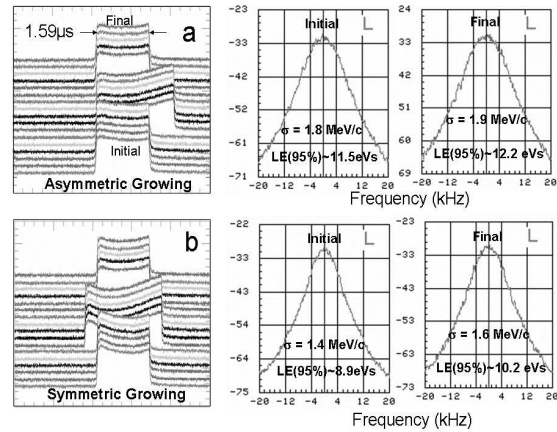 Final
1.59µs
a
Initial
Asymmetric Growing
-23
-33
-42
-52
-61
-71
Initial
L
σ = 1.8 MeV/c
LE(95%)~11.5eVs
-20 -12 -4 4 12 20
24
33
42
51
60
69
Final
L
σ = 1.9 MeV/c
LE(95%)~12.2 eVs
-20 -12 -4 4 12 20
Frequency (kHz)
b
Symmetric Growing
-22
-33
-44
-54
-64
-75
Initial
L
σ = 1.4 MeV/c
LE(95%)~8.9eVs
-20 -12 -4 4 12 20
-23
-33
-43
-53
-63
-73
Final
L
σ = 1.6 MeV/c
LE(95%)~10.2 eVs
-20 -12 -4 4 12 20
Frequency (kHz)